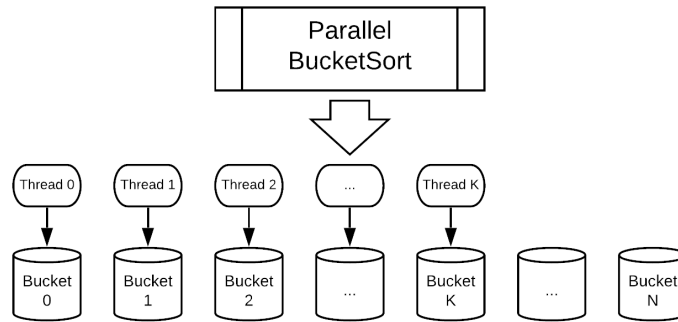 Parallel
BucketSort
Thread 0
Thread 1
Thread 2
...
Thread K
Bucket
0
Bucket
1
Bucket
2
...
Bucket
K
...
Bucket
N